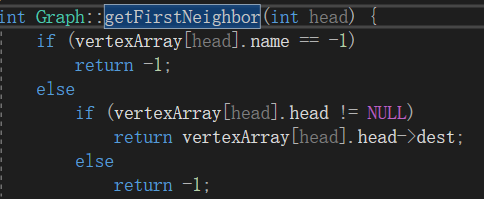 int Graph::getFirstNeighbor(int head) {
    if (vertexArray[head].name == -1)
        return -1;
    else
        if (vertexArray[head].head != NULL)
            return vertexArray[head].head->dest;
        else
            return -1;